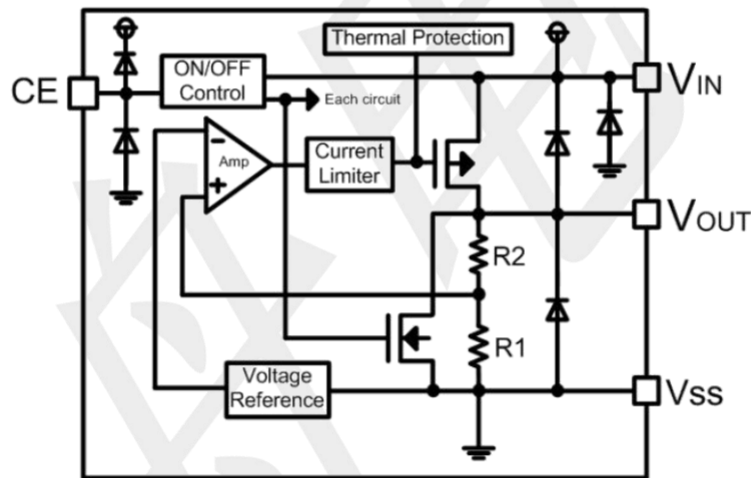 Thermal Protection
CE
ON/OFF
Control
VIN
Each circuit
-
Amp
+
Current
Limiter
VOUT
R2
R1
Voltage
Reference
Vss